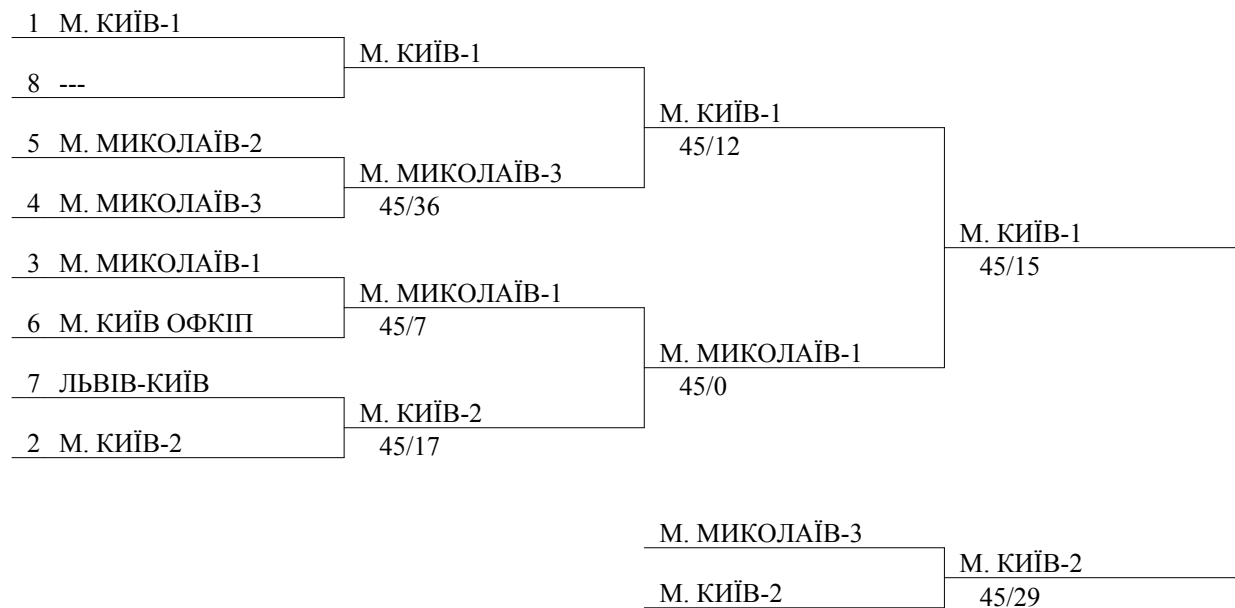 1 М. КИЇВ-1
8 ---
5 М. МИКОЛАЇВ-2
4 М. МИКОЛАЇВ-3
3 М. МИКОЛАЇВ-1
6 М. КИЇВ ОФКІП
7 ЛЬВІВ-КИЇВ
2 М. КИЇВ-2
М. КИЇВ-1
М. МИКОЛАЇВ-3
45/36
М. МИКОЛАЇВ-1
45/7
М. КИЇВ-2
45/17
М. КИЇВ-1
45/12
М. МИКОЛАЇВ-1
45/0
М. КИЇВ-1
45/15
М. МИКОЛАЇВ-3
М. КИЇВ-2
М. КИЇВ-2
45/29